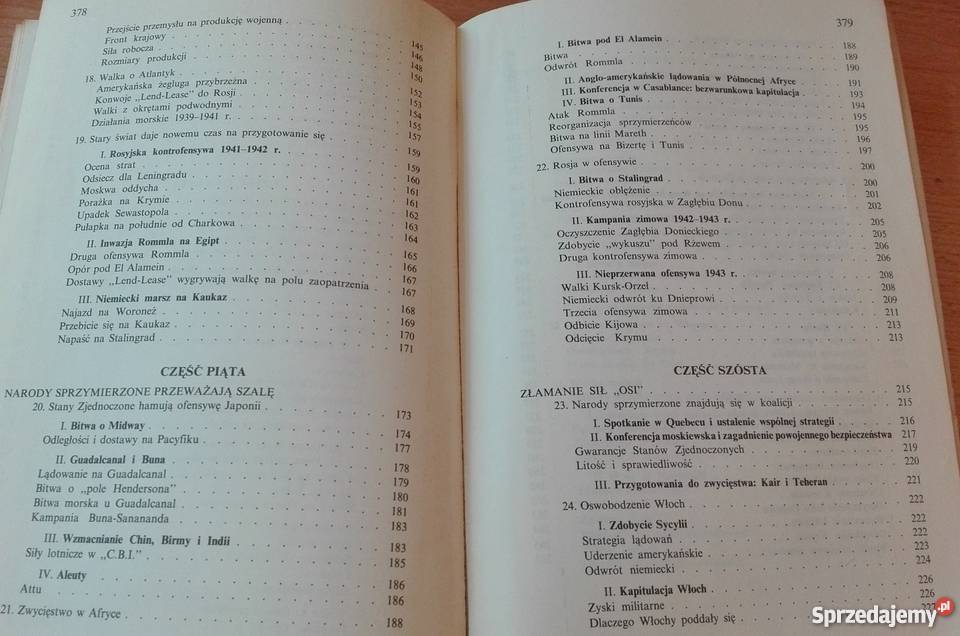 378
Przejście przemysłu na produkcję wojenną . 145
Front krajowy . 146
Siła robocza . 148
Rozmiary produkcji . 150
18. Walka o Atlantyk . 152
Amerykańska żegluga przybrzeżna . 153
Konwoje „Lend-Lease" do Rosji . 154
Walki z okrętami podwodnymi . 155
Działania morskie 1939–1941 r. . 157
19. Stary świat daje nowemu czas na przygotowanie się . 159
I. Rosyjska kontrofensywa 1941–1942 r. . 159
Ocena strat . 160
Odsiecz dla Leningradu . 161
Moskwa oddycha . 161
Porażka na Krymie . 162
Upadek Sewastopola . 163
Pułapka na południe od Charkowa . 164
II. Inwazja Rommla na Egipt . 165
Druga ofensywa Rommla . 166
Opór pod El Alamein . 167
Dostawy „Lend-Lease" wygrywają walkę na polu zaopatrzenia . 167
III. Niemiecki marsz na Kaukaz . 168
Najazd na Woroneż . 169
Przebicie się na Kaukaz . 170
Napaść na Stalingrad . 171
CZĘŚĆ PIĄTA
NARODY SPRZYMIERZONE PRZEWAŻAJĄ SZALĘ
20. Stany Zjednoczone hamują ofensywę Japonii . 173
I. Bitwa o Midway . 174
Odległości i dostawy na Pacyfiku . 177
II. Guadalcanal i Buna . 178
Lądowanie na Guadalcanal . 179
Bitwa o „pole Hendersona" . 180
Bitwa morska u Guadalcanal . 181
Kampania Buna-Sanananda . 183
III. Wzmacnianie Chin, Birmy i Indii . 183
Siły lotnicze w „C.B.I." . 185
IV. Aleuty . 186
Attu . 186
21. Zwycięstwo w Afryce . 188
379
I. Bitwa pod El Alamein . 188
Bitwa . 189
Odwrót Rommla . 190
II. Anglo-amerykańskie lądowania w Północnej Afryce . 191
III. Konferencja w Casablance: bezwarunkowa kapitulacja . 193
IV. Bitwa o Tunis . 194
Atak Rommla . 195
Reorganizacja sprzymierzeńców . 195
Bitwa na linii Mareth . 196
Ofensywa na Bizertę i Tunis . 197
22. Rosja w ofensywie . 200
I. Bitwa o Stalingrad . 200
Niemieckie oblężenie . 201
Kontrofensywa rosyjska w Zagłębiu Donu . 202
II. Kampania zimowa 1942–1943 r. . 205
Oczyszczenie Zagłębia Donieckiego . 205
Zdobycie „wykuszu" pod Rżewem . 206
Druga kontrofensywa zimowa . 206
III. Nieprzerwana ofensywa 1943 r. . 208
Walki Kursk-Orzeł . 208
Niemiecki odwrót ku Dnieprowi . 209
Trzecia ofensywa zimowa . 211
Odbicie Kijowa . 213
Odcięcie Krymu . 213
CZĘŚĆ SZÓSTA
ZŁAMANIE SIŁ „OSI" . 215
23. Narody sprzymierzone znajdują się w koalicji . 215
I. Spotkanie w Quebecu i ustalenie wspólnej strategii . 216
II. Konferencja moskiewska i zagadnienie powojennego bezpieczeństwa 217
Gwarancje Stanów Zjednoczonych . 219
Litość i sprawiedliwość . 220
III. Przygotowania do zwycięstwa: Kair i Teheran . 221
24. Oswobodzenie Włoch . 222
I. Zdobycie Sycylii . 222
Strategia lądowań . 222
Uderzenie amerykańskie . 223
Odwrót niemiecki . 224
II. Kapitulacja Włoch . 226
Zyski militarne . 226
Dlaczego Włochy poddały się . 227
Sprzedajemy.pl